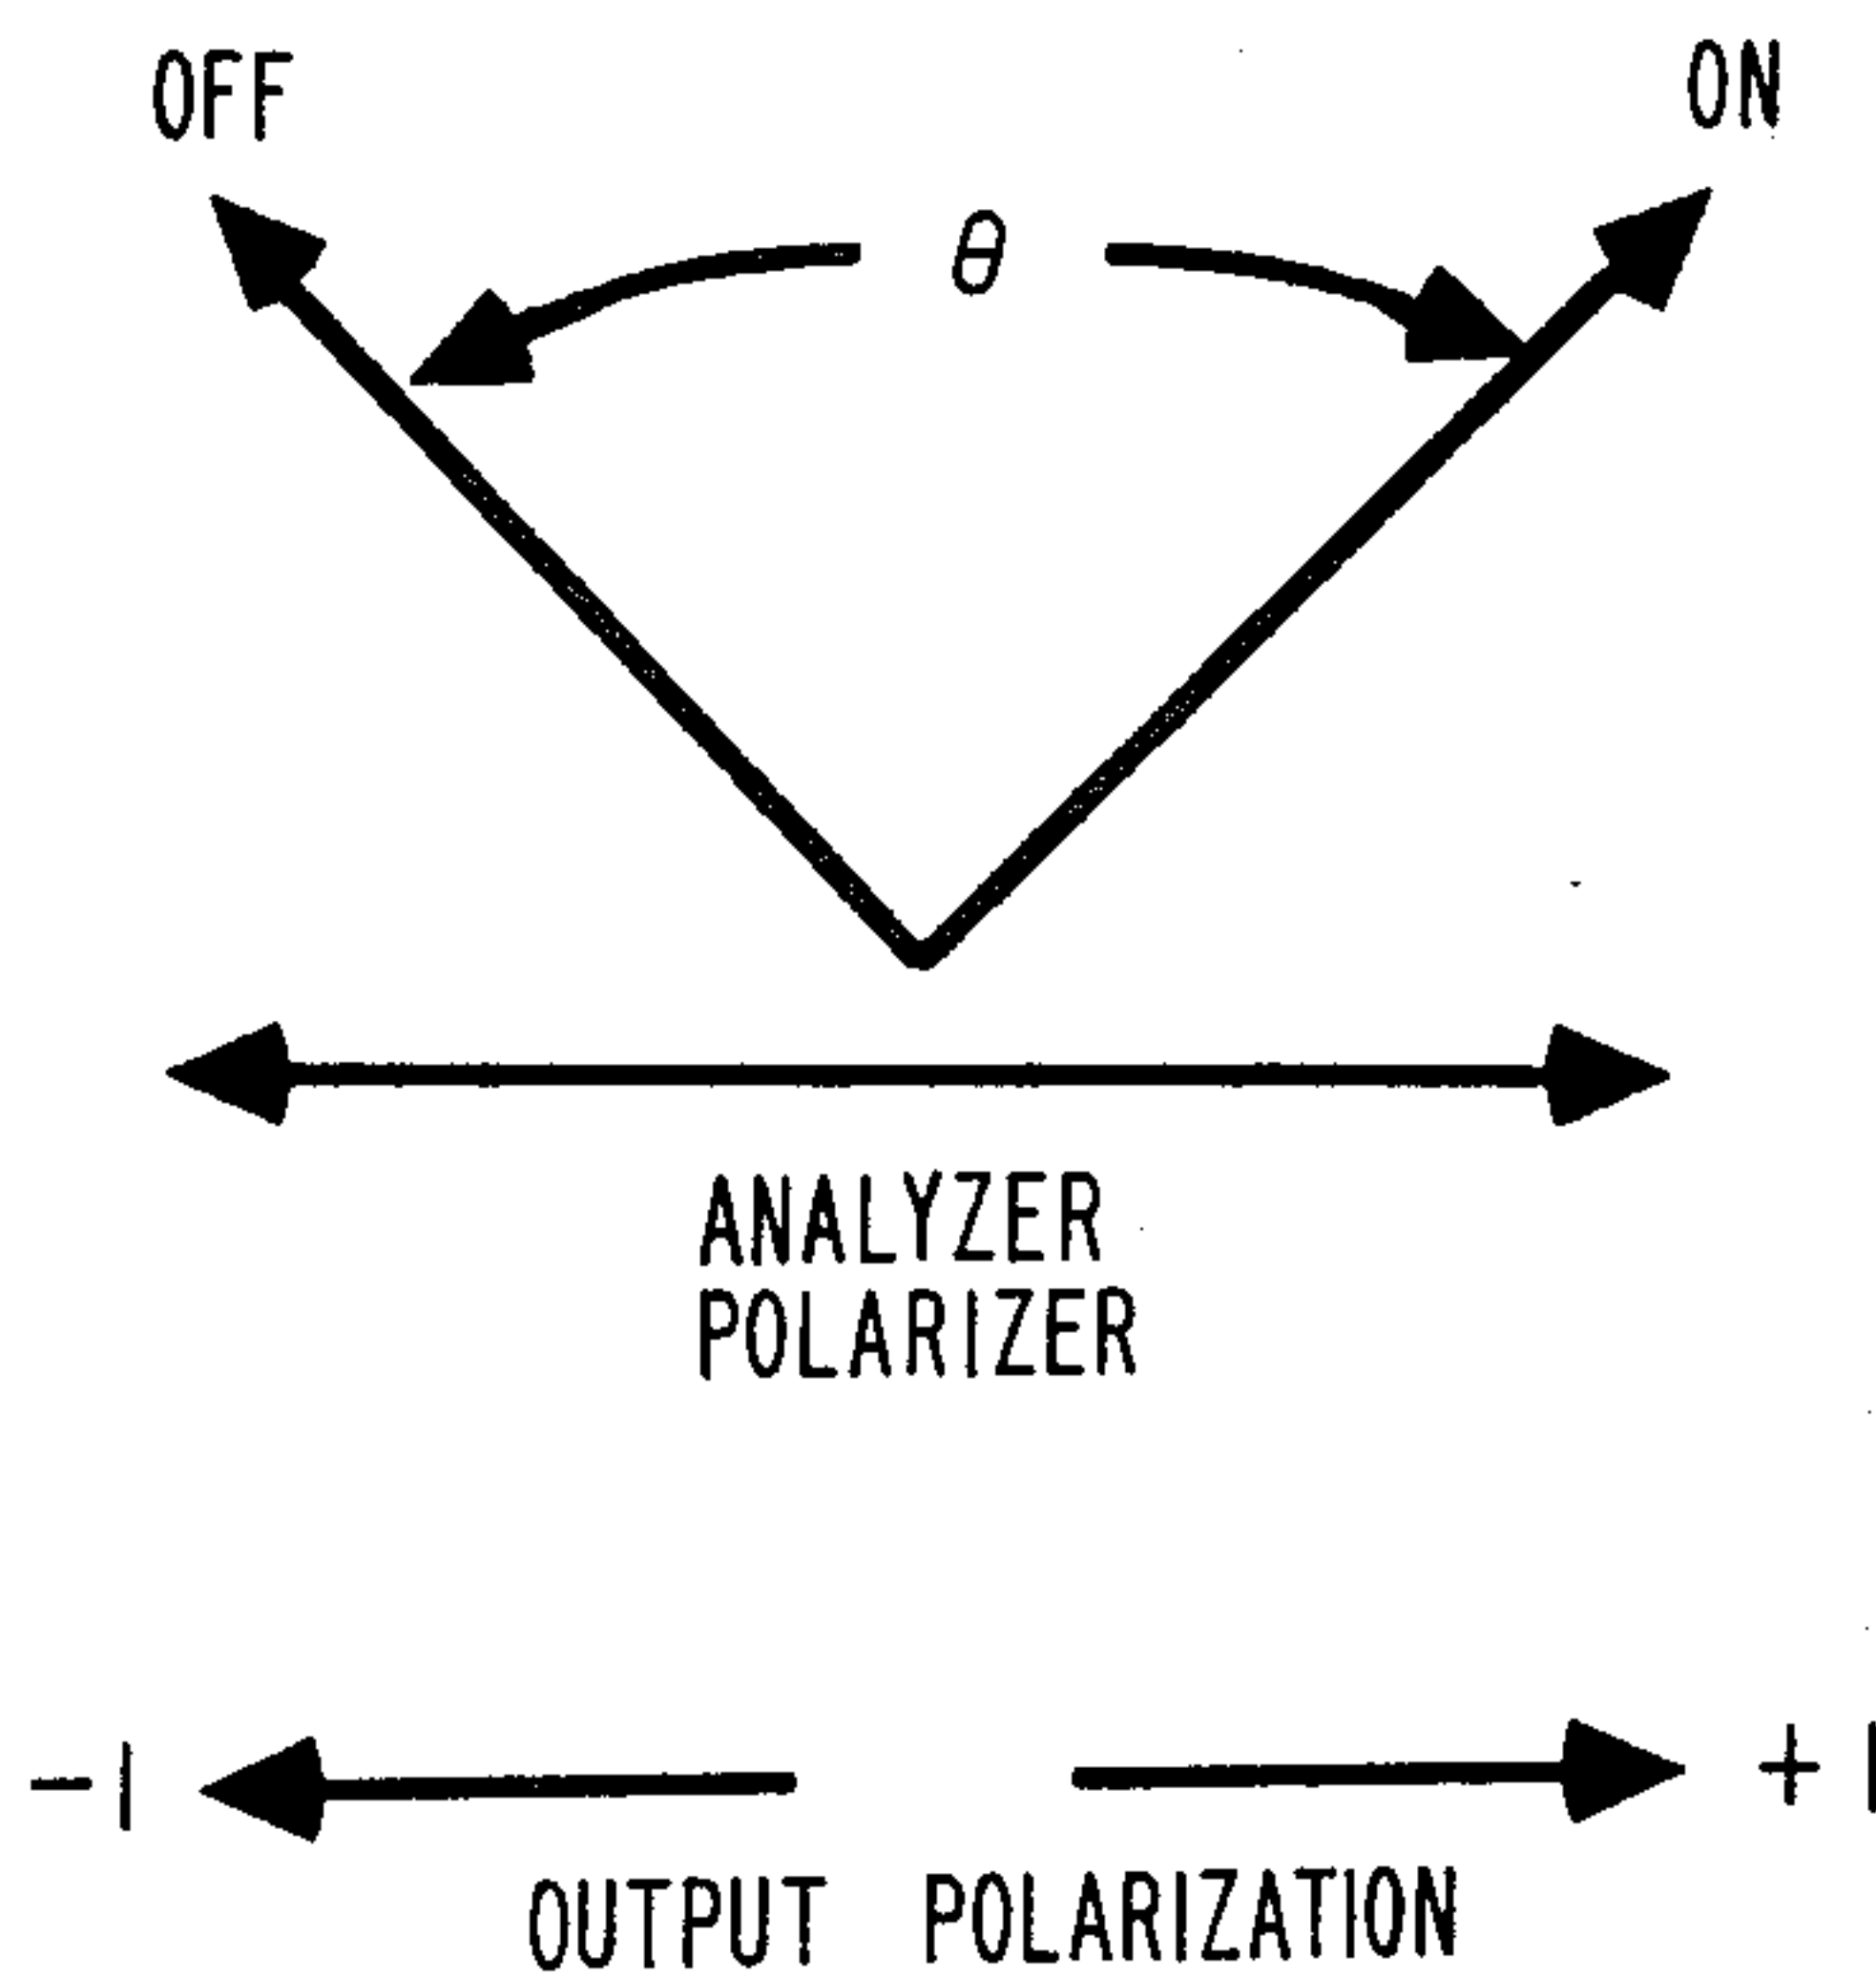 OFF
ON
θ
ANALYZER
POLARIZER
-1
+1
OUTPUT POLARIZATION